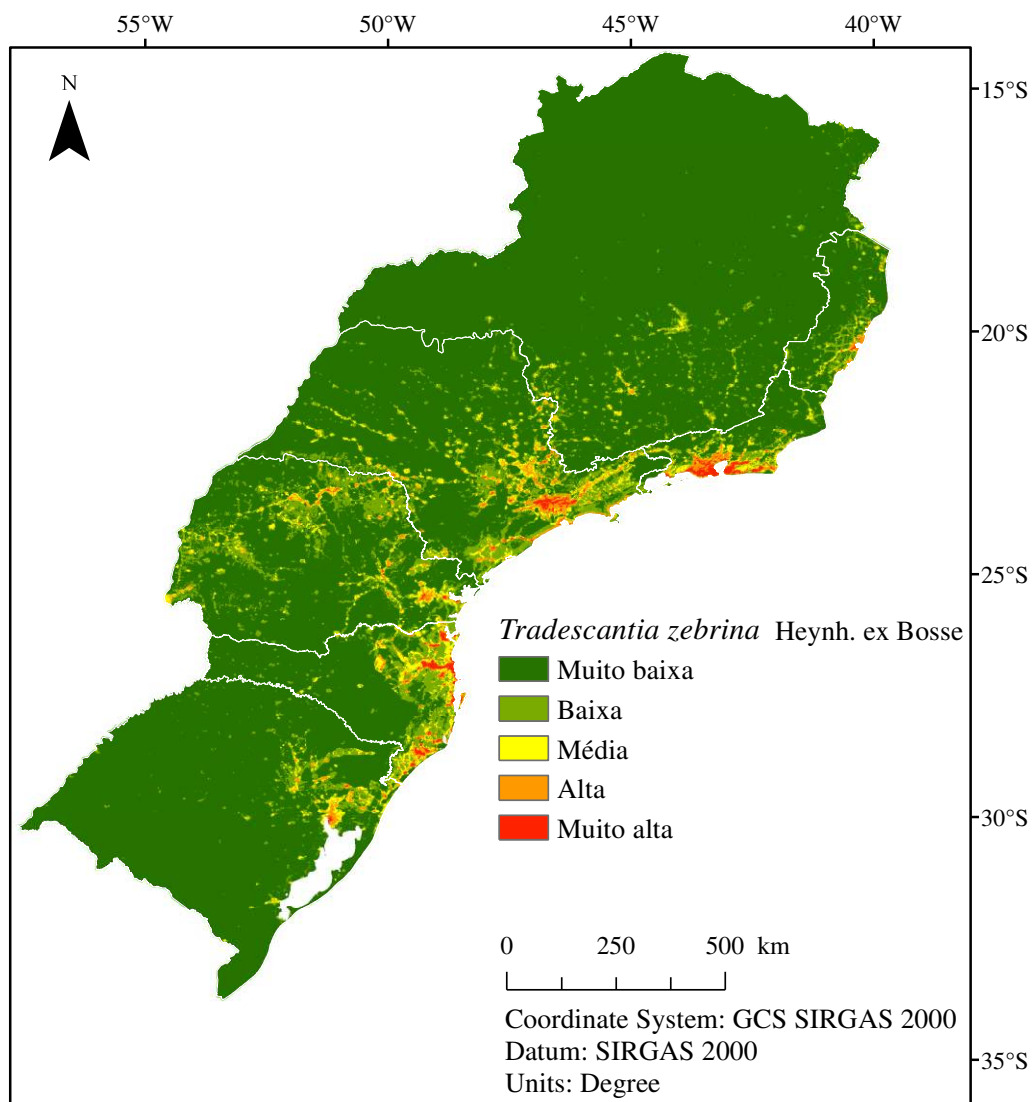 55°W 50°W 45°W 40°W
N
15°S
20°S
25°S
30°S
35°S
Tradescantia zebrina Heynh. ex Bosse
Muito baixa
Baixa
Média
Alta
Muito alta
0 250 500 km
Coordinate System: GCS SIRGAS 2000
Datum: SIRGAS 2000
Units: Degree